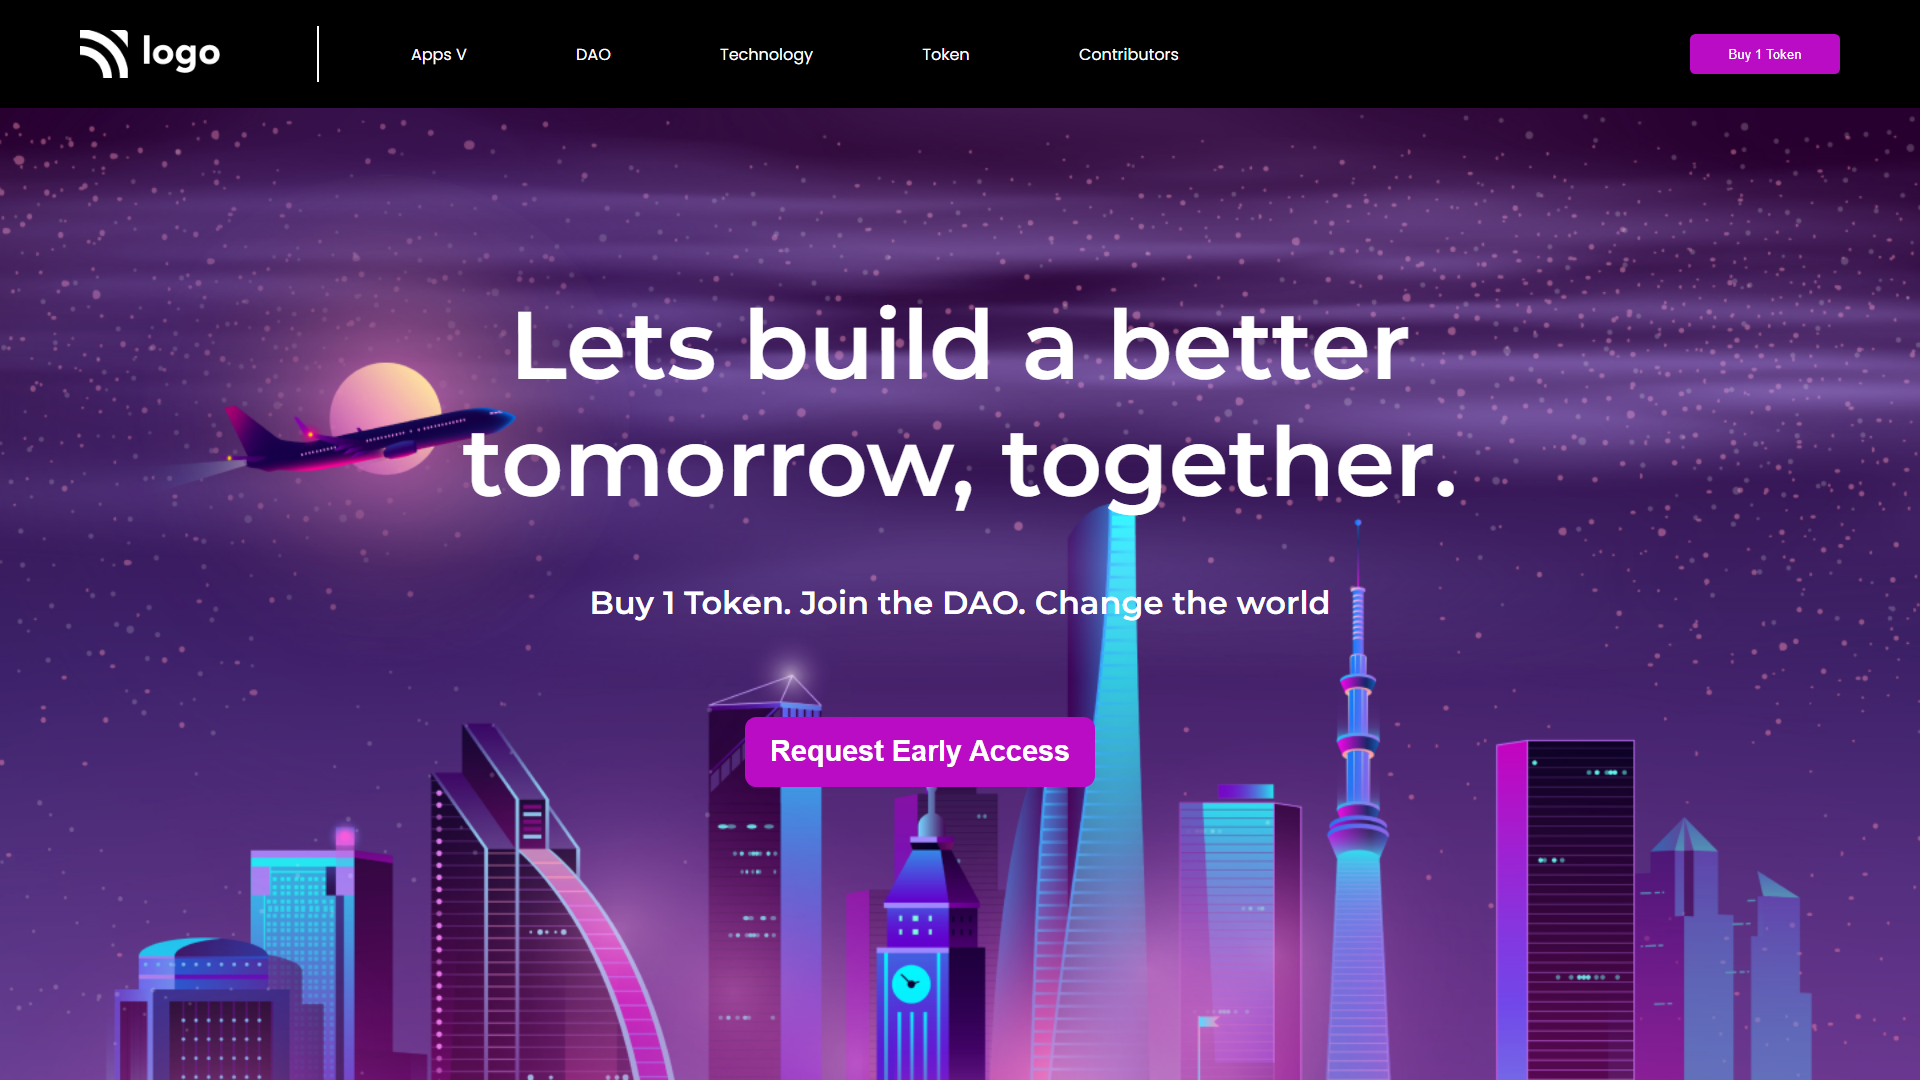 logo
Apps V
DAO
Technology
Token
Contributors
Buy 1 Token
Lets build a better
tomorrow, together.
Buy 1 Token. Join the DAO. Change the world
Request Early Access